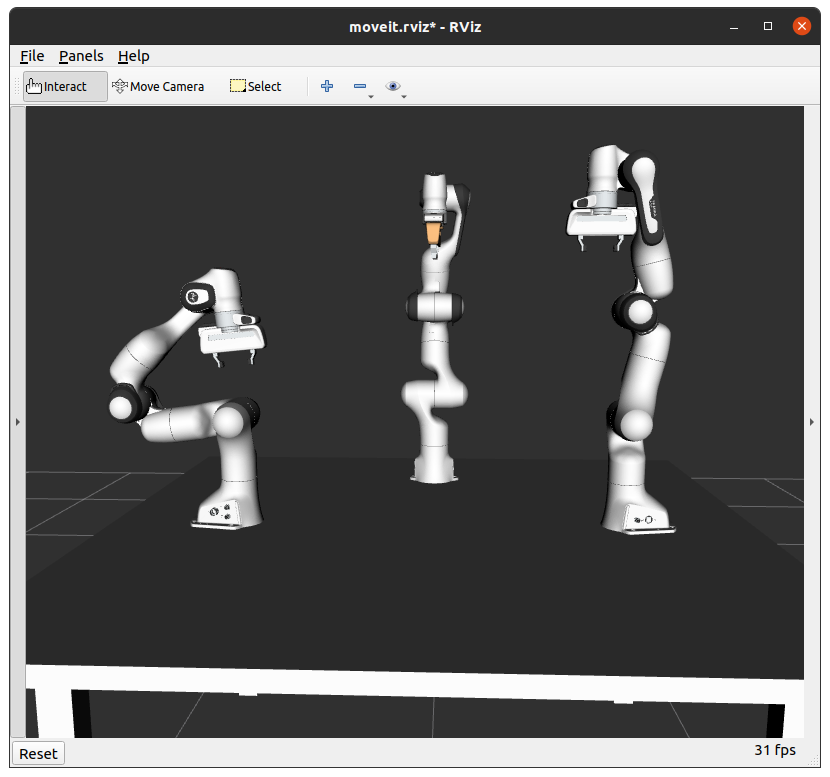 moveit.rviz* - RViz
File Panels Help
Interact Move Camera Select
Reset
31 fps